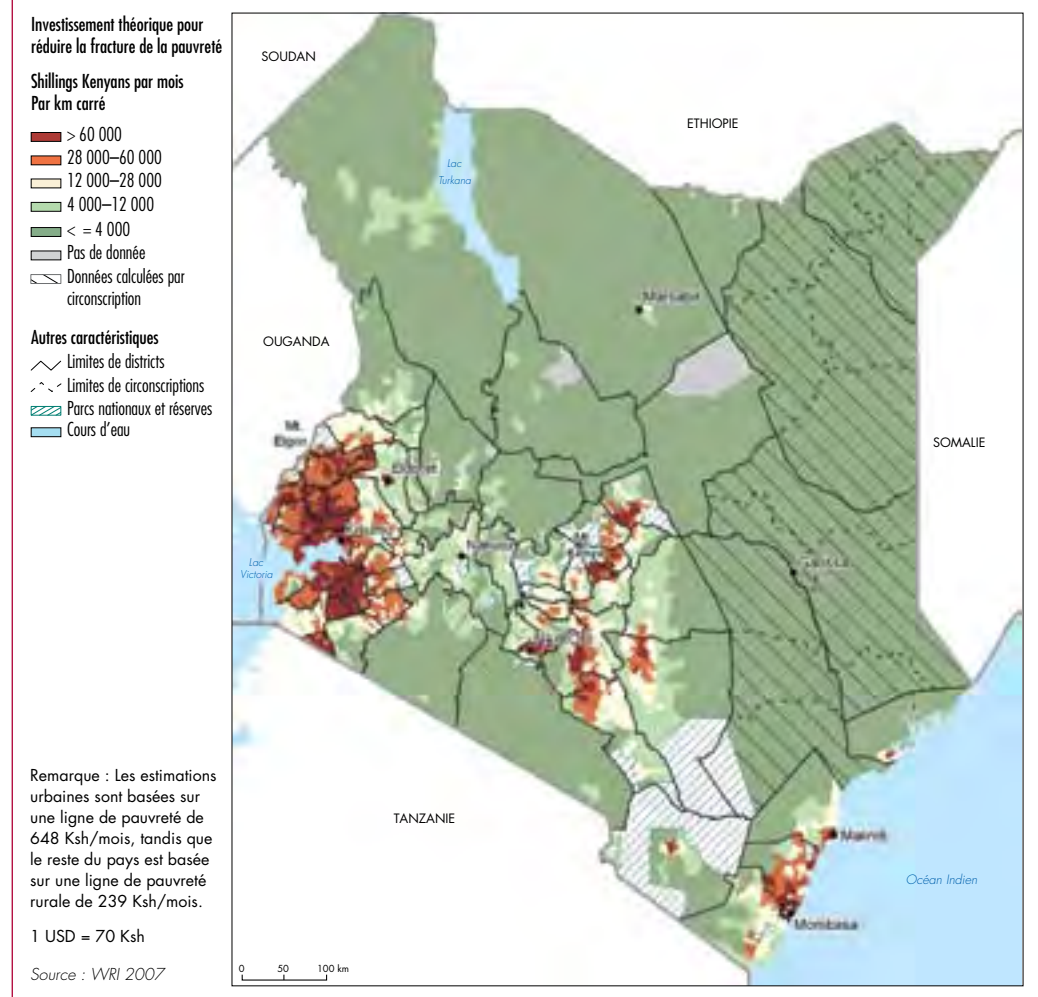 Investissement théorique pour
réduire la fracture de la pauvreté
Shillings Kenyans par mois
Par km carré
> 60 000
28 000–60 000
12 000–28 000
4 000–12 000
< = 4 000
Pas de donnée
Données calculées par
circonscription
Autres caractéristiques
Limites de districts
Limites de circonscriptions
Parcs nationaux et réserves
Cours d'eau
Remarque : Les estimations
urbaines sont basées sur
une ligne de pauvreté de
648 Ksh/mois, tandis que
le reste du pays est basée
sur une ligne de pauvreté
rurale de 239 Ksh/mois.
1 USD = 70 Ksh
Source : WRI 2007
SOUDAN
ETHIOPIE
Lac
Turkana
Marsabit
OUGANDA
SOMALIE
Mt.
Elgon
Eldoret
Kisumu
Nakuru
Mt.
Lac
Victoria
TANZANIE
Malindi
Océan Indien
Mombasa
0 50 100 km